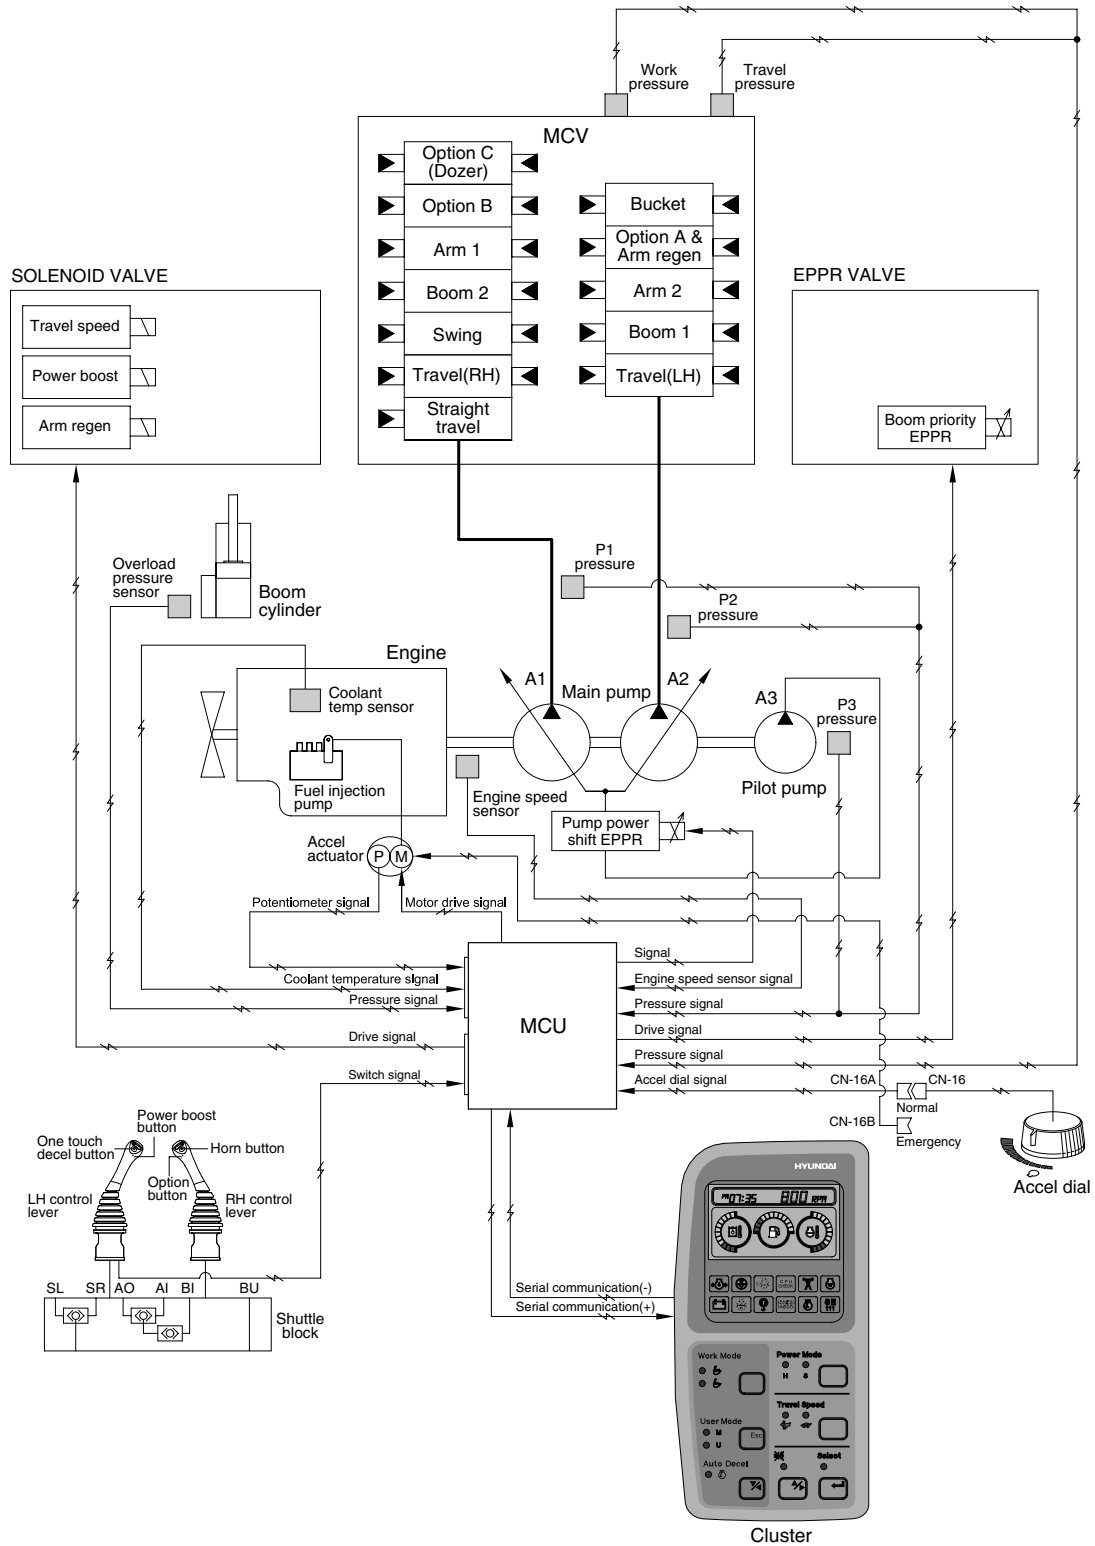 Work
pressure
Travel
pressure
MCV
Option C
(Dozer)
Option B
Arm 1
Boom 2
Swing
Travel(RH)
Straight
travel
Bucket
Option A &
Arm regen
Arm 2
Boom 1
Travel(LH)
SOLENOID VALVE
Travel speed
Power boost
Arm regen
EPPR VALVE
Boom priority
EPPR
Overload
pressure
sensor
Boom
cylinder
P1
pressure
P2
pressure
Engine
Coolant
temp sensor
Fuel injection
pump
A1
Main pump
A2
A3
P3
pressure
Pilot pump
Engine speed
sensor
Pump power
shift EPPR
Accel
actuator
P
M
Potentiometer signal
Motor drive signal
Coolant temperature signal
Pressure signal
Drive signal
Switch signal
MCU
Signal
Engine speed sensor signal
Pressure signal
Drive signal
Pressure signal
Accel dial signal
CN-16A
CN-16
Normal
CN-16B
Emergency
Accel dial
Power boost
button
One touch
decel button
Horn button
Option
button
LH control
lever
RH control
lever
SL
SR
AO
AI
BI
BU
Shuttle
block
Serial communication(-)
Serial communication(+)
HYUNDAI
PM 07:35
800 RPM
CPU
CHECK
Work Mode
Power Mode
H
S
Travel Speed
User Mode
M
U
Esc
Auto Decel
Select
Cluster